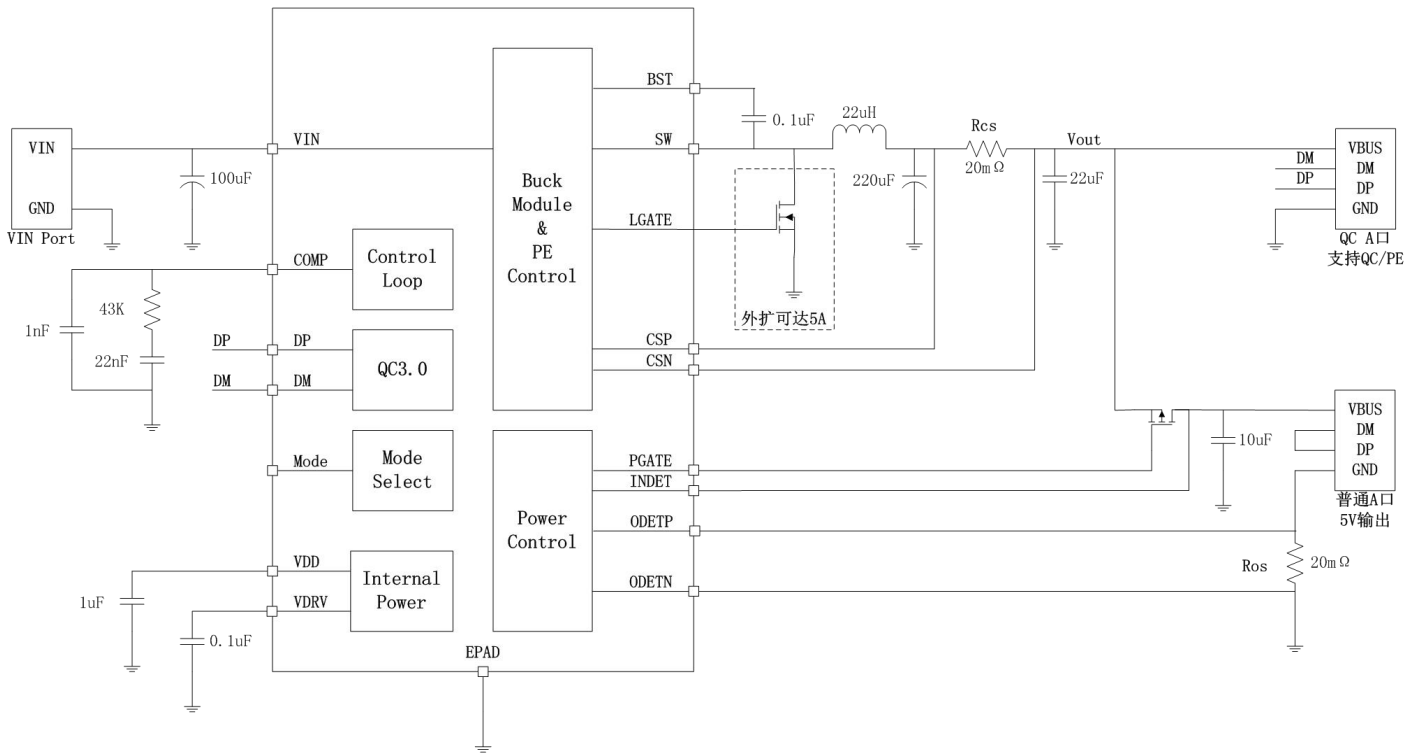 VIN
GND
VIN Port
100uF
VIN
COMP
43K
1nF
22nF
DP
DP
DM
DM
Mode
VDD
1uF
VDRV
0.1uF
EPAD
Control
Loop
QC3.0
Mode
Select
Internal
Power
Buck
Module
&
PE
Control
Power
Control
BST
SW
LGATE
CSP
CSN
PGATE
INDET
ODETP
ODETN
0.1uF
22uH
外扩可达5A
220uF
Rcs
20mΩ
Vout
22uF
DM
DP
VBUS
DM
DP
GND
QC A口
支持QC/PE
10uF
VBUS
DM
DP
GND
普通A口
5V输出
Ros
20mΩ